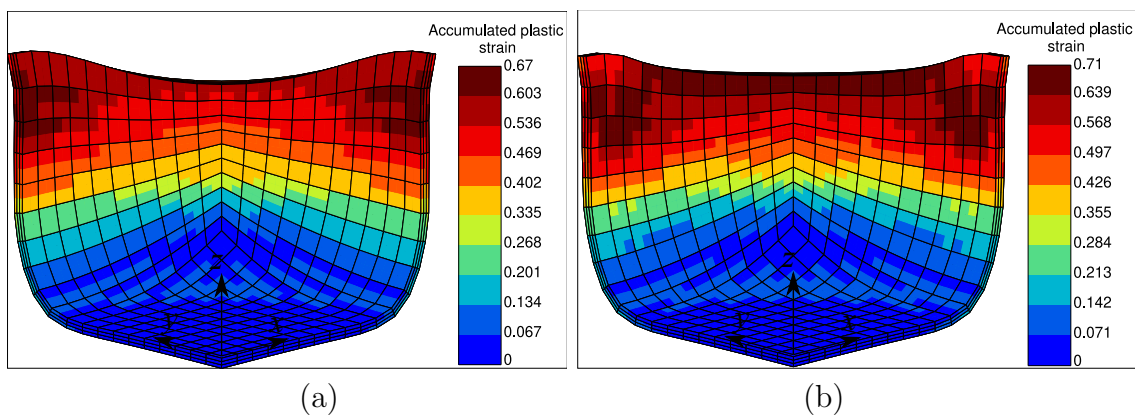 Accumulated plastic
strain
0.67
0.603
0.536
0.469
0.402
0.335
0.268
0.201
0.134
0.067
0
Z
Y
X
(a)
Accumulated plastic
strain
0.71
0.639
0.568
0.497
0.426
0.355
0.284
0.213
0.142
0.071
0
Z
Y
X
(b)